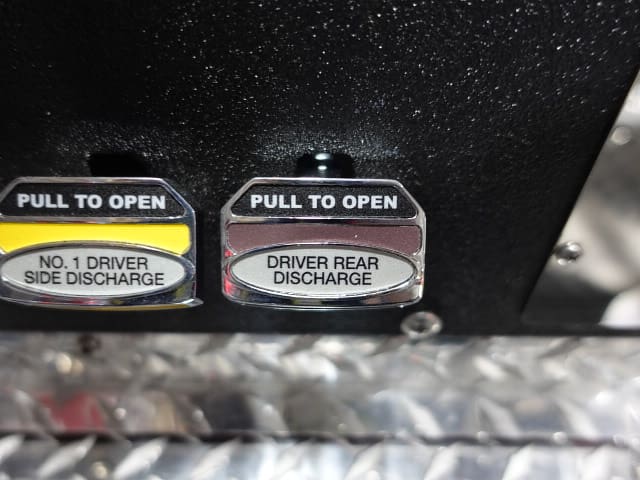 PULL TO OPEN
NO. 1 DRIVER
SIDE DISCHARGE
PULL TO OPEN
DRIVER REAR
DISCHARGE